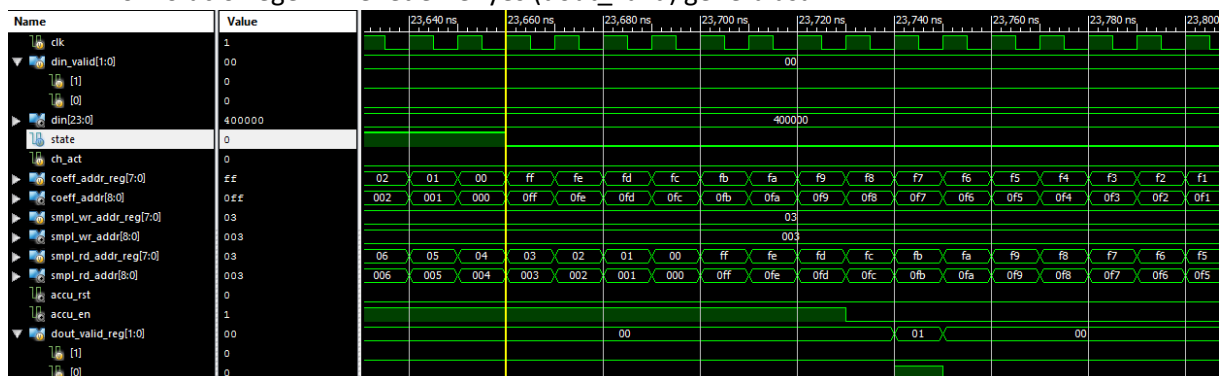 (dout_valid)
Name Value 23,640 ns 23,660 ns 23,680 ns 23,700 ns 23,720 ns 23,740 ns 23,760 ns 23,780 ns 23,800
clk 1
din_valid[1:0] 00 00
[1] 0
[0] 0
din[23:0] 400000 400000
state 0
ch_act 0
coeff_addr_reg[7:0] ff 02 01 00 ff fe fd fc fb fa f9 f8 f7 f6 f5 f4 f3 f2 f1
coeff_addr[8:0] 0ff 002 001 000 0ff 0fe 0fd 0fc 0fb 0fa 0f9 0f8 0f7 0f6 0f5 0f4 0f3 0f2 0f1
smpl_wr_addr_reg[7:0] 03 03
smpl_wr_addr[8:0] 003 003
smpl_rd_addr_reg[7:0] 03 06 05 04 03 02 01 00 ff fe fd fc fb fa f9 f8 f7 f6 f5
smpl_rd_addr[8:0] 003 006 005 004 003 002 001 000 0ff 0fe 0fd 0fc 0fb 0fa 0f9 0f8 0f7 0f6 0f5
accu_rst 0
accu_en 1
dout_valid_reg[1:0] 00 00 01 00
[1] 0
[0] 0